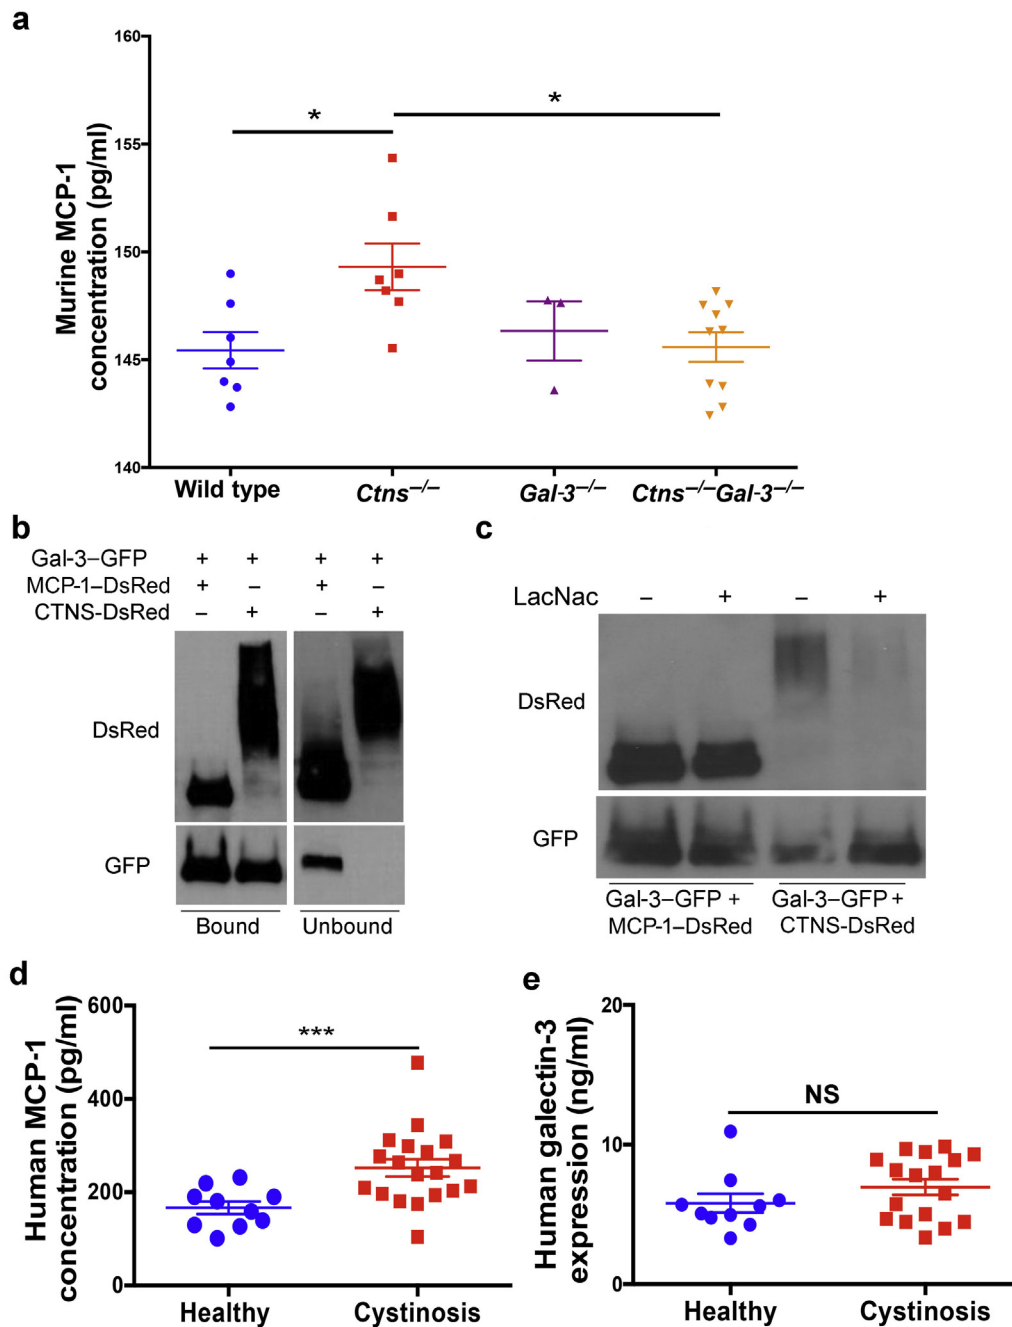 a
Murine MCP-1
concentration (pg/ml)
160
155
150
145
140
*
*
Wild type
Ctns–/–
Gal-3–/–
Ctns–/–Gal-3–/–
b
Gal-3–GFP + + + +
MCP-1–DsRed + – + –
CTNS-DsRed – + – +
DsRed
GFP
Bound
Unbound
c
LacNac – + – +
DsRed
GFP
Gal-3–GFP +
MCP-1–DsRed
Gal-3–GFP +
CTNS-DsRed
d
Human MCP-1
concentration (pg/ml)
600
400
200
0
***
Healthy
Cystinosis
e
Human galectin-3
expression (ng/ml)
20
10
0
NS
Healthy
Cystinosis